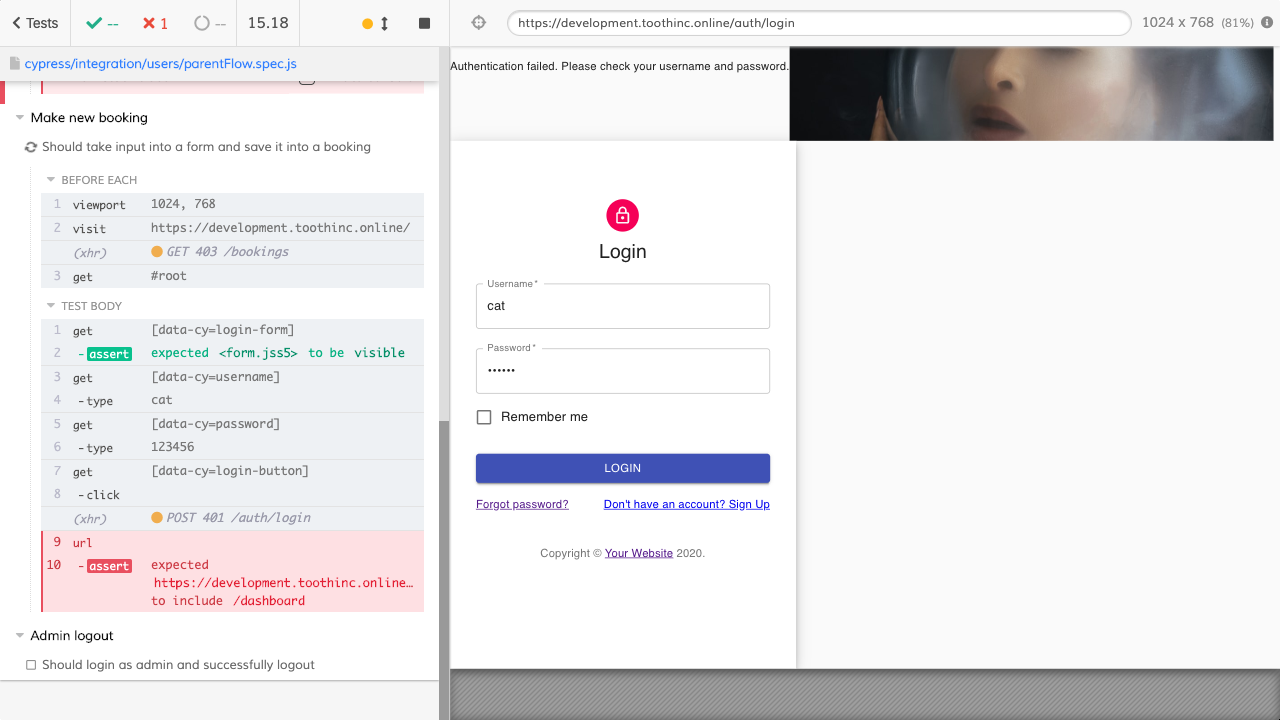 Tests
--
1
--
15.18
https://development.toothinc.online/auth/login
1024 x 768 (81%)
cypress/integration/users/parentFlow.spec.js
Make new booking
Should take input into a form and save it into a booking
BEFORE EACH
1 viewport 1024, 768
2 visit https://development.toothinc.online/
(xhr) GET 403 /bookings
3 get #root
TEST BODY
1 get [data-cy=login-form]
2 -assert expected <form.jss5> to be visible
3 get [data-cy=username]
4 -type cat
5 get [data-cy=password]
6 -type 123456
7 get [data-cy=login-button]
8 -click
(xhr) POST 401 /auth/login
9 url
10 -assert expected
https://development.toothinc.online…
to include /dashboard
Admin logout
Should login as admin and successfully logout
Authentication failed. Please check your username and password.
Login
Username *
cat
Password *
••••••
Remember me
LOGIN
Forgot password? Don't have an account? Sign Up
Copyright © Your Website 2020.